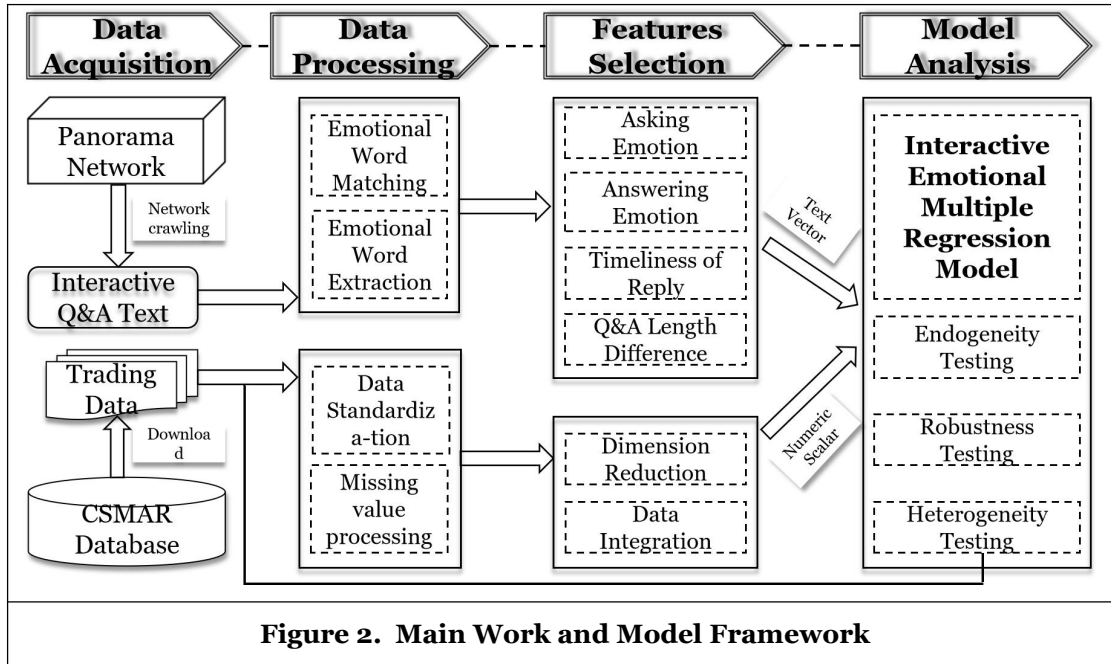 Data
Acquisition
Data
Processing
Features
Selection
Model
Analysis
Panorama
Network
Network
crawling
Interactive
Q&A Text
Trading
Data
Downloa
d
CSMAR
Database
Emotional
Word
Matching
Emotional
Word
Extraction
Data
Standardiz
a-tion
Missing
value
processing
Asking
Emotion
Answering
Emotion
Timeliness of
Reply
Q&A Length
Difference
Dimension
Reduction
Data
Integration
Text
Vector
Numeric
Scalar
Interactive
Emotional
Multiple
Regression
Model
Endogeneity
Testing
Robustness
Testing
Heterogeneity
Testing
Figure 2. Main Work and Model Framework